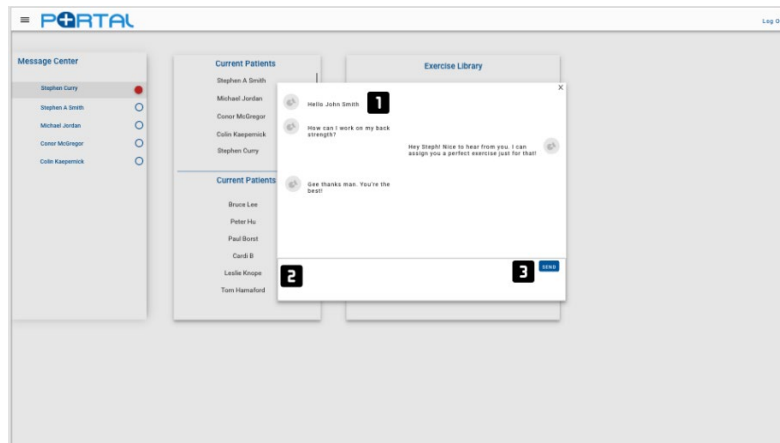 PORTAL
Log O
Message Center
Stephen Curry
Stephen A Smith
Michael Jordan
Conor McGregor
Colin Kaepernick
Current Patients
Stephen A Smith
Michael Jordan
Conor McGregor
Colin Kaepernick
Stephen Curry
Current Patients
Bruce Lee
Peter Hu
Paul Borst
Cardi B
Leslie Knope
Tom Hamaford
Exercise Library
X
Hello John Smith
1
How can I work on my back
strength?
Hey Steph! Nice to hear from you. I can
assign you a perfect exercise just for that!
Gee thanks man. You're the
best!
2
3
SEND